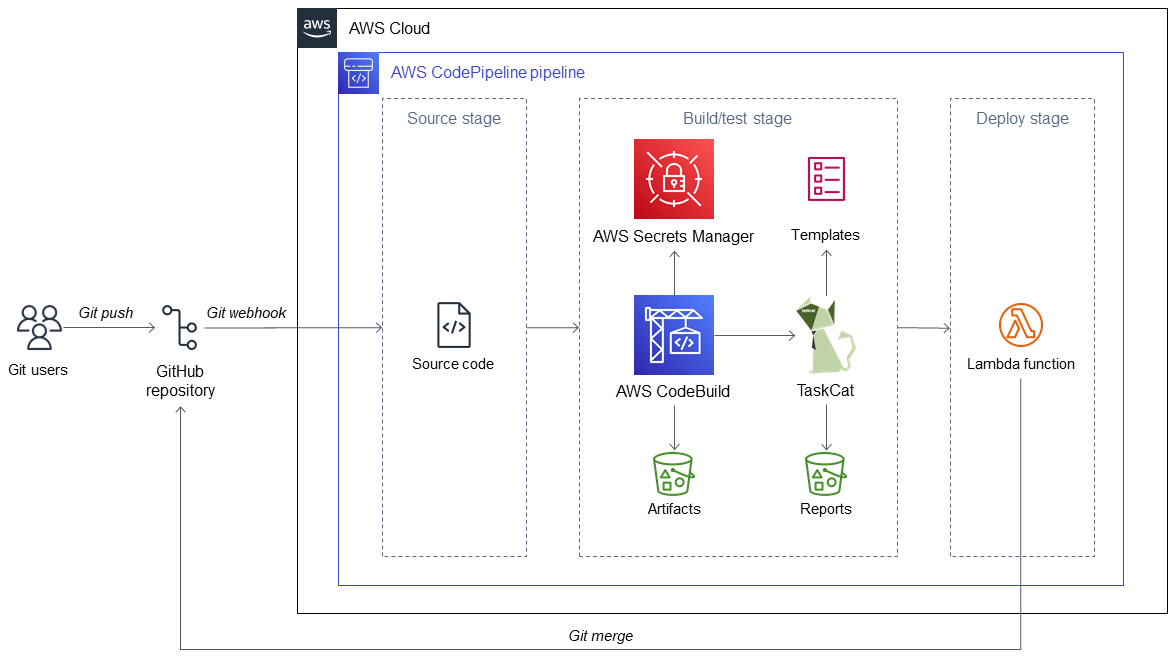 aws
AWS Cloud
AWS CodePipeline pipeline
Source stage
Build/test stage
Deploy stage
AWS Secrets Manager
Templates
Git push
Git webhook
Git users
GitHub
repository
Source code
AWS CodeBuild
TaskCat
Lambda function
Artifacts
Reports
Git merge